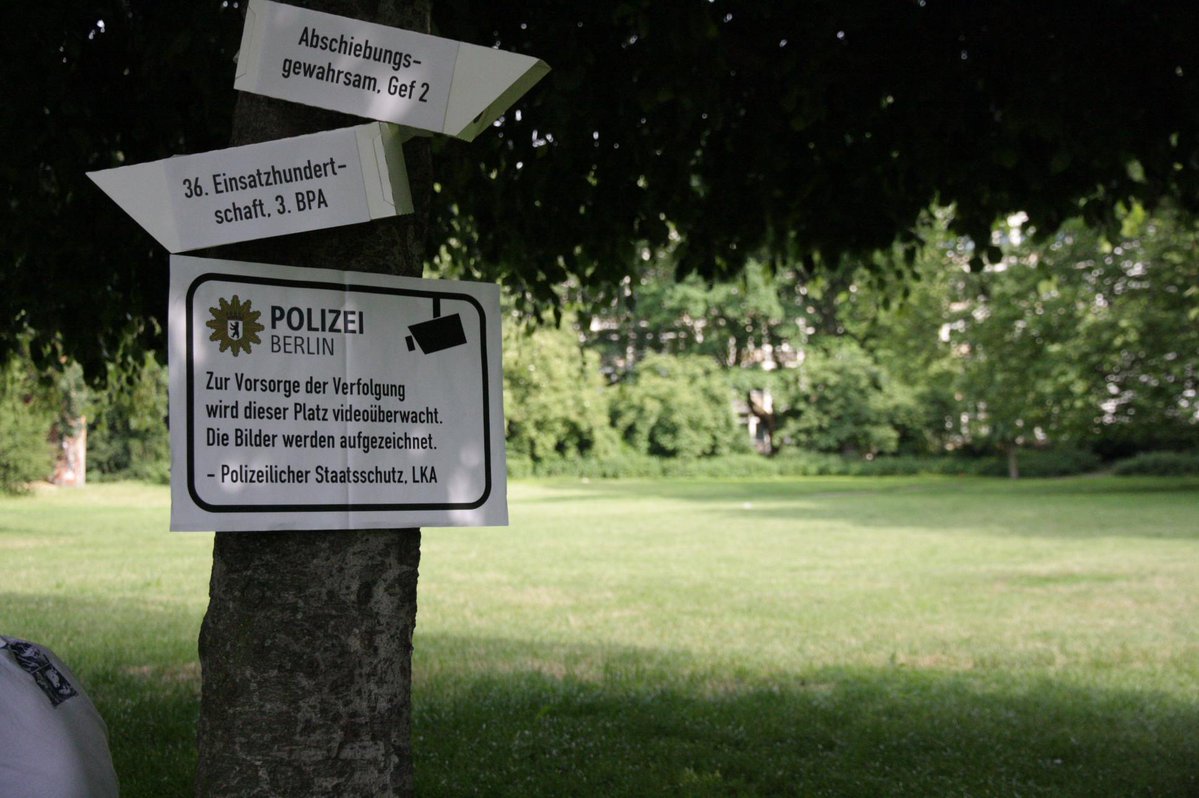 Abschiebungs-
gewahrsam, Gef 2
36. Einsatzhundert-
schaft, 3. BPA
POLIZEI
BERLIN
Zur Vorsorge der Verfolgung
wird dieser Platz videoüberwacht.
Die Bilder werden aufgezeichnet.
- Polizeilicher Staatsschutz, LKA